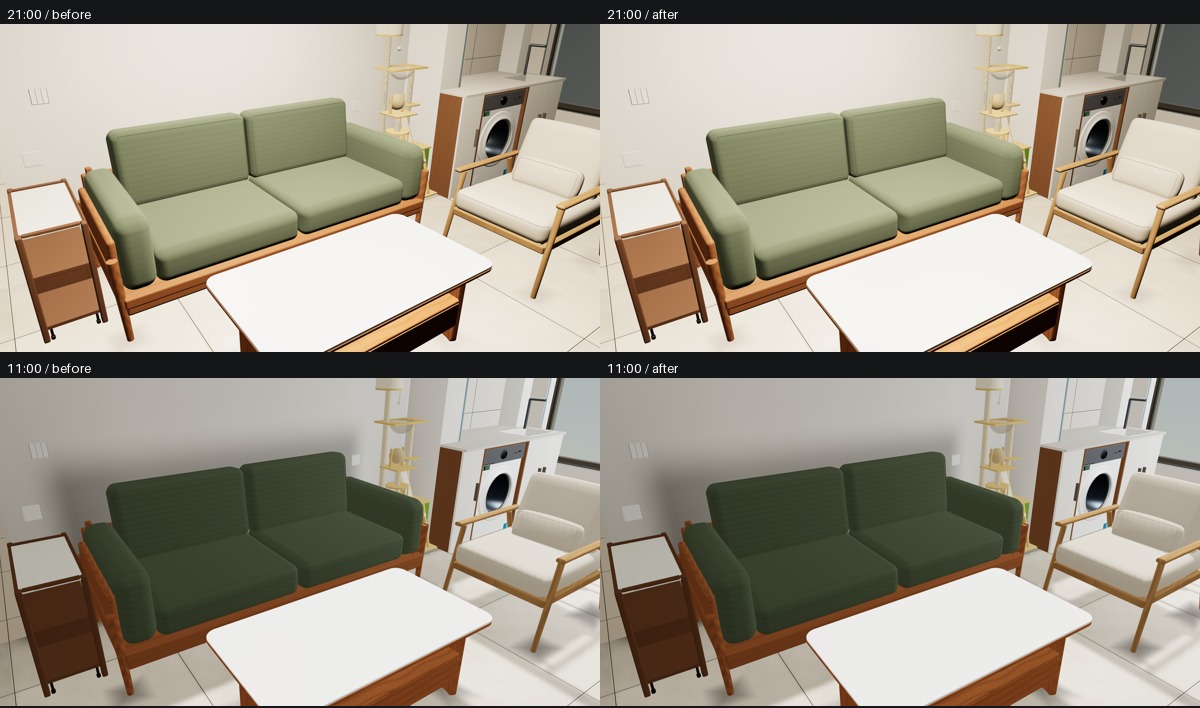 21:00 / before
21:00 / after
11:00 / before
11:00 / after